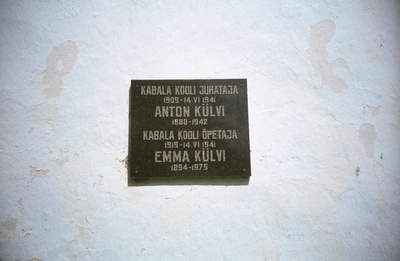 KABALA KOOLI JUHATAJA
1909-14.VI 1941
ANTON KÜLVI
1888-1942
KABALA KOOLI ÕPETAJA
1919-14.VI 1941
EMMA KÜLVI
1894-1975